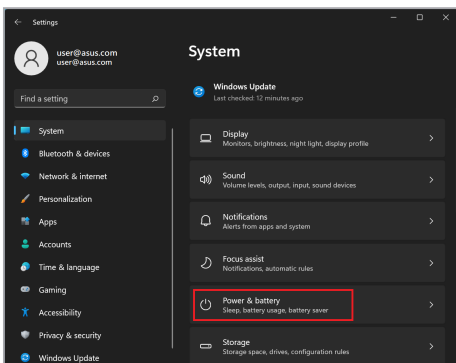 Settings
user@asus.com
user@asus.com
Find a setting
System
Bluetooth & devices
Network & internet
Personalization
Apps
Accounts
Time & language
Gaming
Accessibility
Privacy & security
Windows Update
System
Windows Update
Last checked: 12 minutes ago
Display
Monitors, brightness, night light, display profile
Sound
Volume levels, output, input, sound devices
Notifications
Alerts from apps and system
Focus assist
Notifications, automatic rules
Power & battery
Sleep, battery usage, battery saver
Storage
Storage space, drives, configuration rules